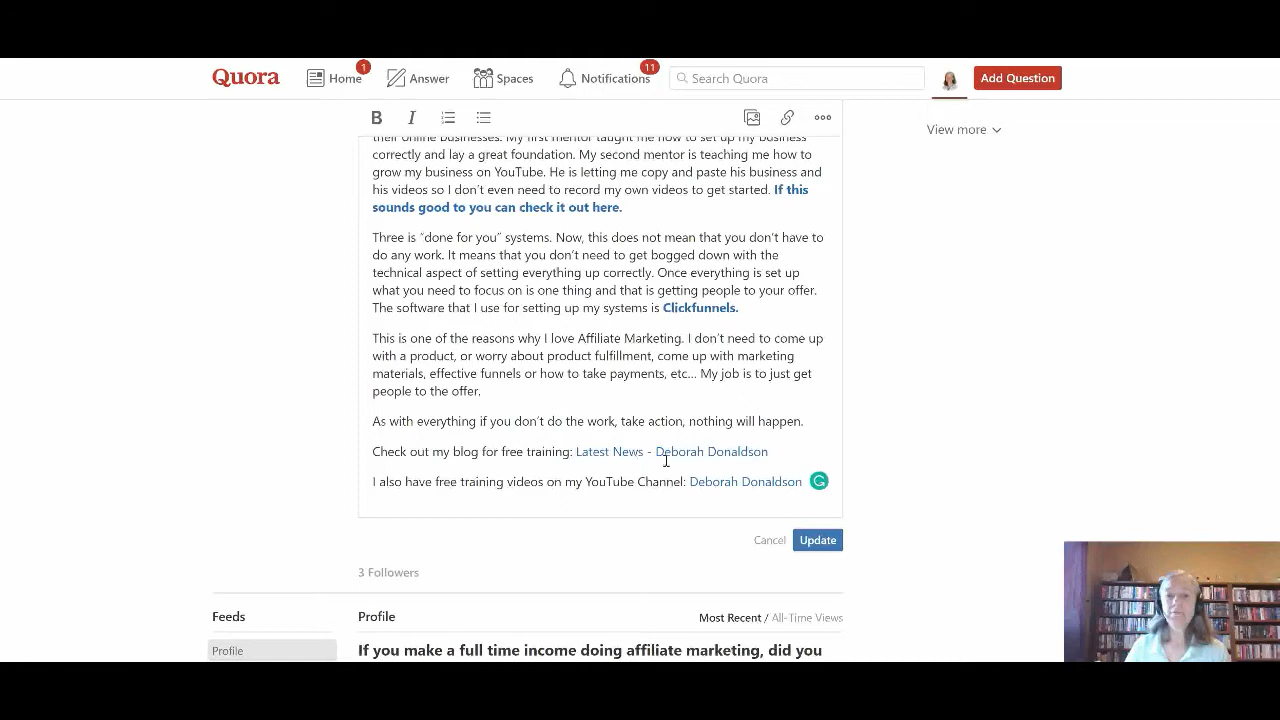 Quora
Home
1
Answer
Spaces
Notifications
11
Search Quora
Add Question
B I
View more
their online businesses. My first mentor taught me how to set up my business
correctly and lay a great foundation. My second mentor is teaching me how to
grow my business on YouTube. He is letting me copy and paste his business and
his videos so I don't even need to record my own videos to get started. If this
sounds good to you can check it out here.
Three is “done for you” systems. Now, this does not mean that you don't have to
do any work. It means that you don't need to get bogged down with the
technical aspect of setting everything up correctly. Once everything is set up
what you need to focus on is one thing and that is getting people to your offer.
The software that I use for setting up my systems is Clickfunnels.
This is one of the reasons why I love Affiliate Marketing. I don't need to come up
with a product, or worry about product fulfillment, come up with marketing
materials, effective funnels or how to take payments, etc... My job is to just get
people to the offer.
As with everything if you don't do the work, take action, nothing will happen.
Check out my blog for free training: Latest News - Deborah Donaldson
I also have free training videos on my YouTube Channel: Deborah Donaldson
Cancel
Update
3 Followers
Feeds
Profile
Most Recent / All-Time Views
Profile
If you make a full time income doing affiliate marketing, did you